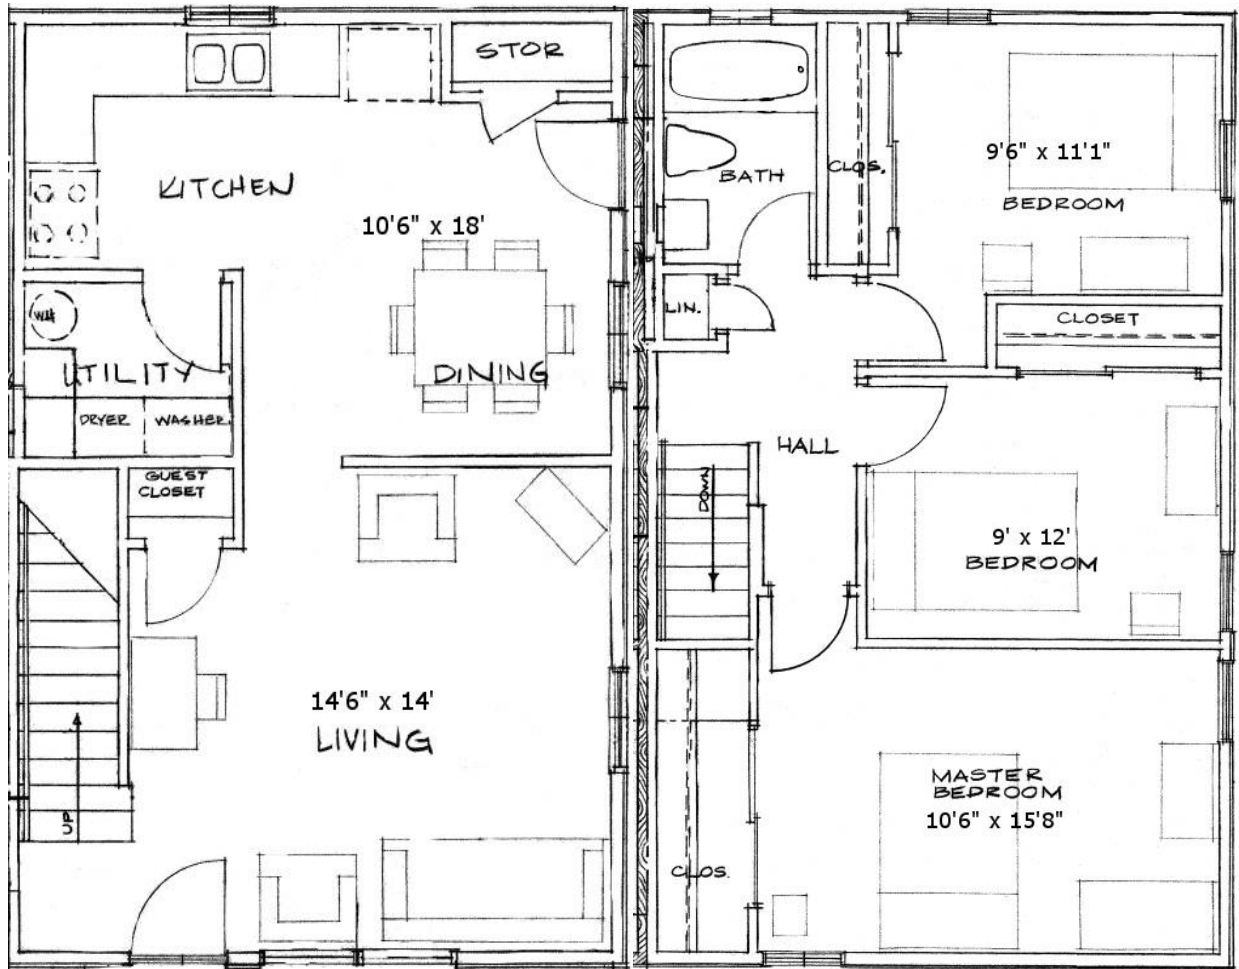 STOR
KITCHEN
10'6" x 18'
WH
UTILITY
DINING
DRYER
WASHER
GUEST
CLOSET
14'6" x 14'
LIVING
UP
BATH
CLOS.
9'6" x 11'1"
BEDROOM
LIN.
CLOSET
HALL
DOWN
9' x 12'
BEDROOM
MASTER
BEDROOM
10'6" x 15'8"
CLOS.